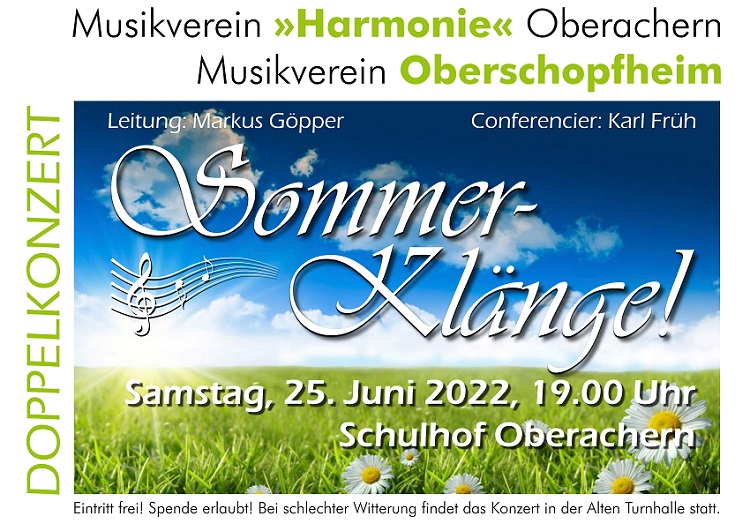 Musikverein »Harmonie« Oberachern
Musikverein Oberschopfheim
DOPPELKONZERT
Leitung: Markus Göpper
Conferencier: Karl Früh
Sommer-
Klänge!
Samstag, 25. Juni 2022, 19.00 Uhr
Schulhof Oberachern
Eintritt frei! Spende erlaubt! Bei schlechter Witterung findet das Konzert in der Alten Turnhalle statt.